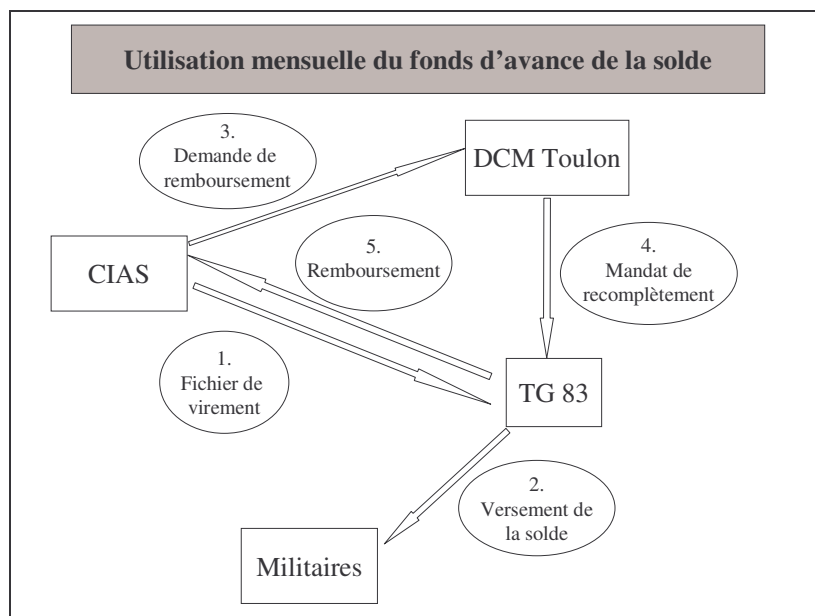 Utilisation mensuelle du fonds d'avance de la solde
3.
Demande de
remboursement
DCM Toulon
CIAS
5.
Remboursement
4.
Mandat de
recomplètement
1.
Fichier de
virement
TG 83
2.
Versement de
la solde
Militaires